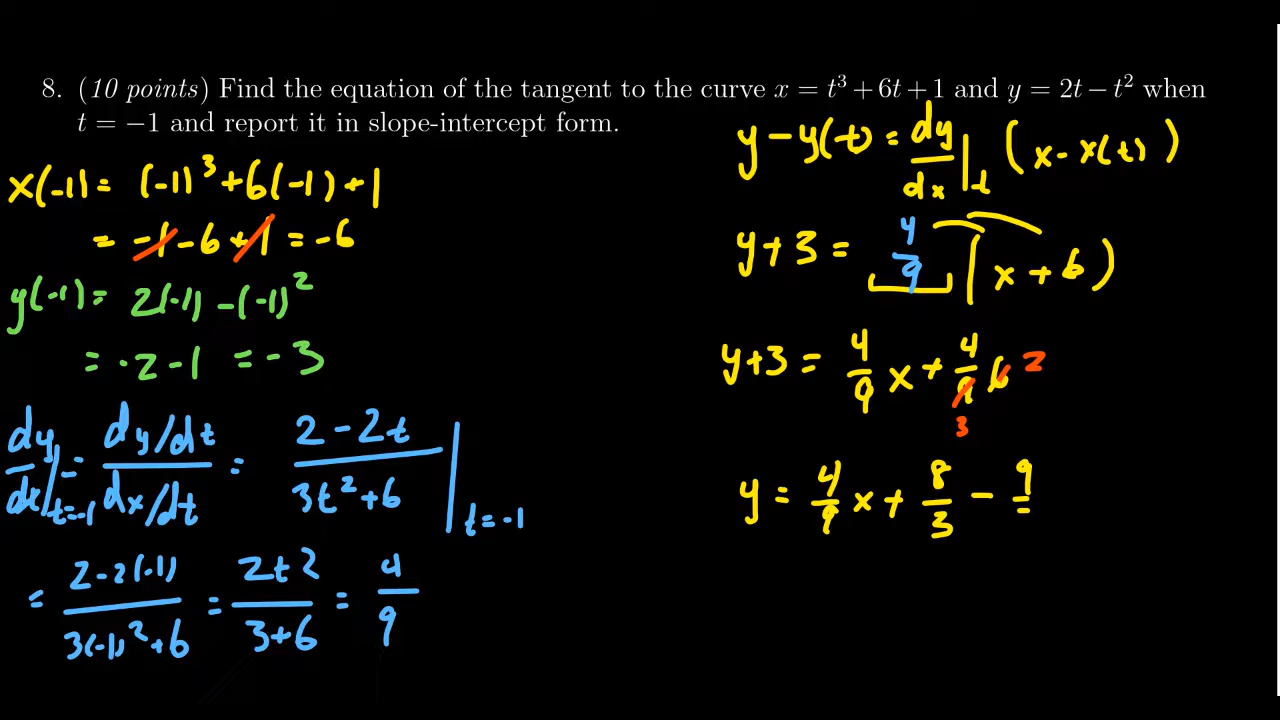 8. (10 points) Find the equation of the tangent to the curve x = t³ + 6t + 1 and y = 2t − t² when
t = −1 and report it in slope-intercept form.
x(-1) = (-1)³ + 6(-1) + 1
= -1 - 6 + 1 = -6
y(-1) = 2(-1) - (-1)²
= -2 - 1 = -3
dy/dx|t=-1 = (dy/dt)/(dx/dt) = (2 - 2t)/(3t² + 6) |t=-1
= (2 - 2(-1))/(3(-1)² + 6) = (2 + 2)/(3 + 6) = 4/9
y - y(t) = dy/dx|t (x - x(t))
y + 3 = 4/9 (x + 6)
y + 3 = 4/9 x + 4/9 6 2
3
y = 4/9 x + 8/3 - 9